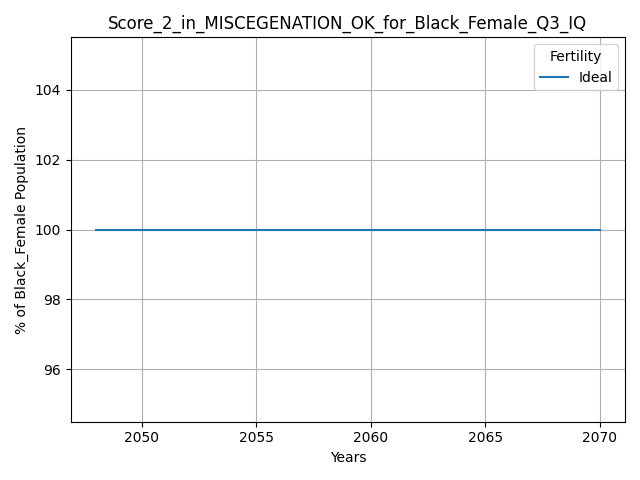 Score_2_in_MISCEGENATION_OK_for_Black_Female_Q3_IQ
Fertility
Ideal
% of Black_Female Population
104
102
100
98
96
2050 2055 2060 2065 2070
Years